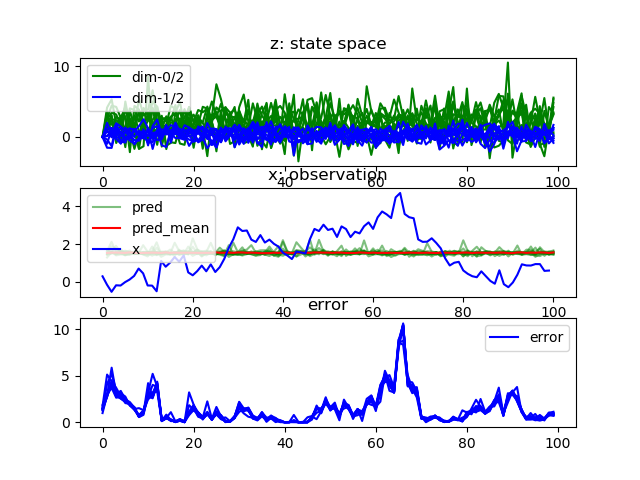 z: state space
10
0
dim-0/2
dim-1/2
0 20 40 60 80 100
x: observation
4
2
0
pred
pred_mean
x
0 20 40 60 80 100
error
10
5
0
error
0 20 40 60 80 100